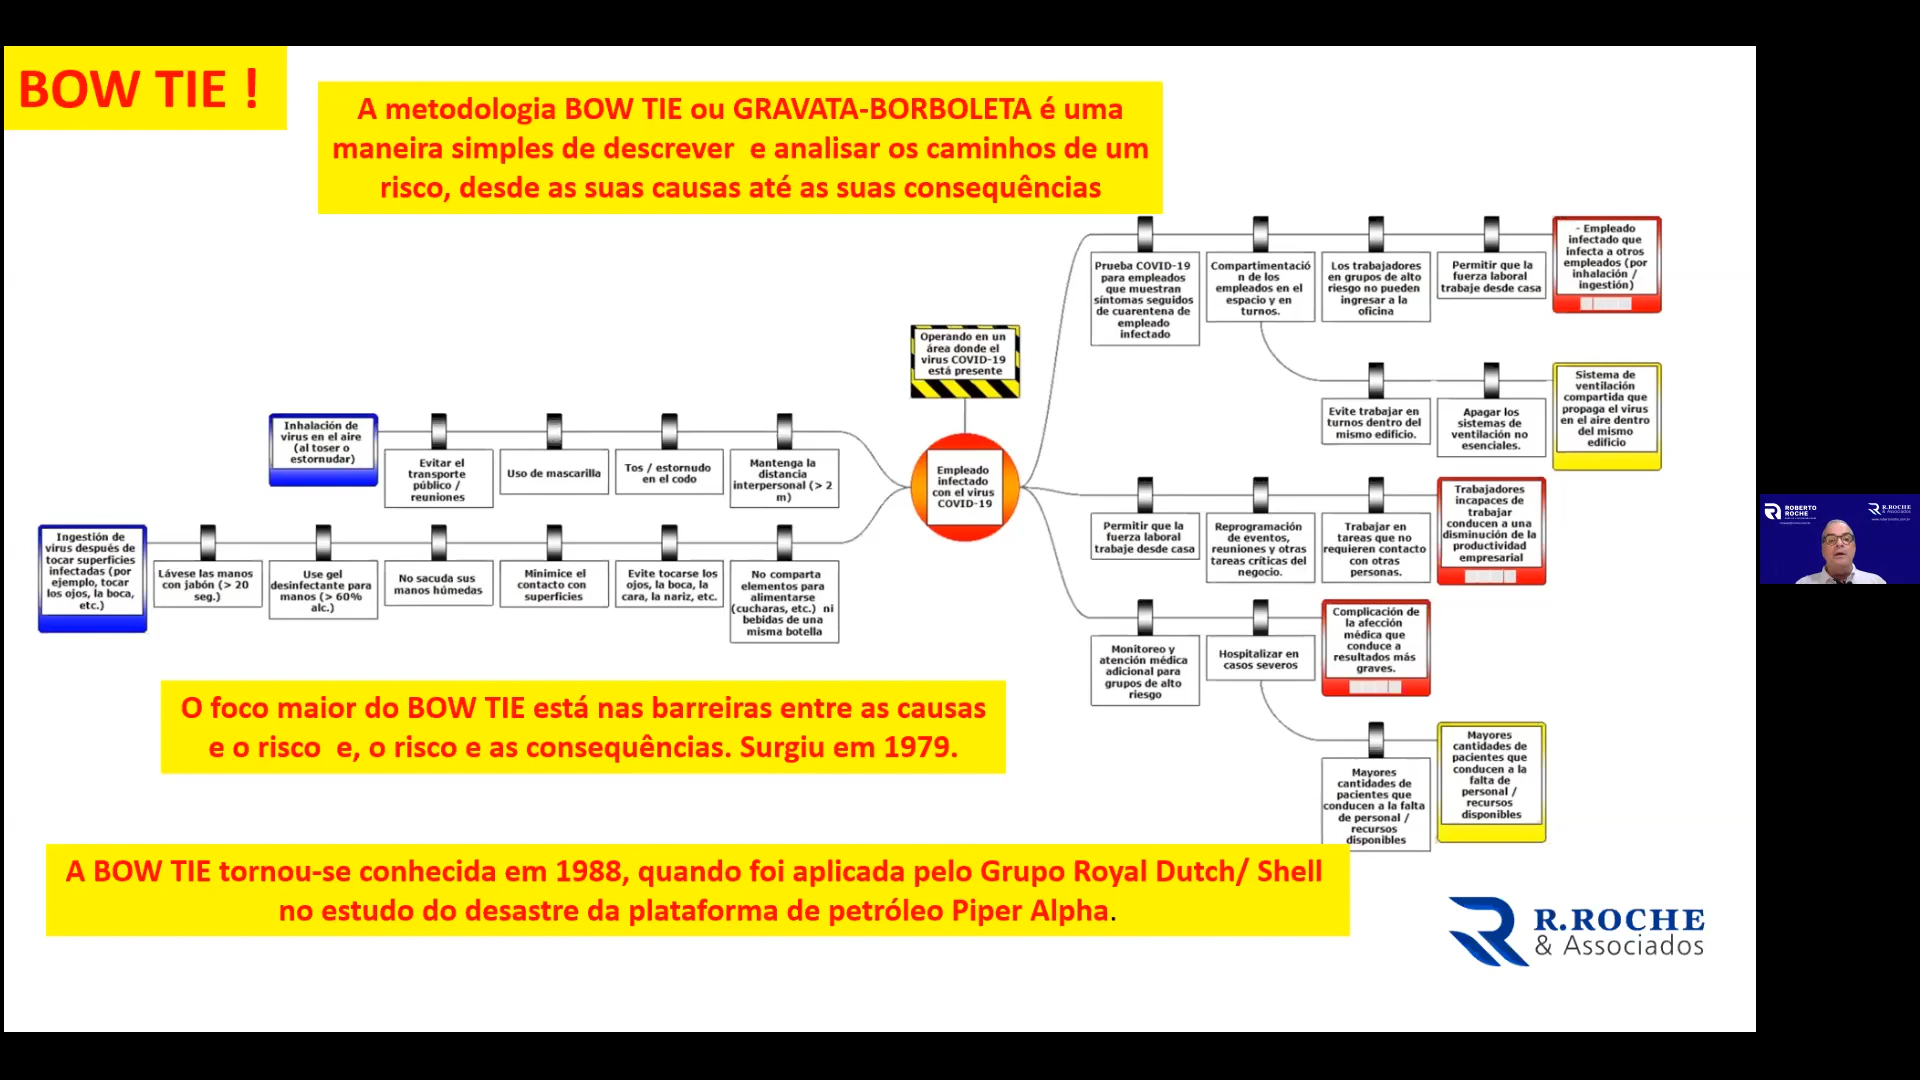 BOW TIE !
A metodologia BOW TIE ou GRAVATA-BORBOLETA é uma
maneira simples de descrever e analisar os caminhos de um
risco, desde as suas causas até as suas consequências
Prueba COVID-19
para empleados
que muestran
síntomas seguidos
de cuarentena de
empleado
infectado
Compartimentació
n de los
empleados en el
espacio y en
turnos.
Los trabajadores
en grupos de alto
riesgo no pueden
ingresar a la
oficina
Permitir que la
fuerza laboral
trabaje desde casa
- Empleado
infectado que
infecta a otros
empleados (por
inhalación /
ingestión)
Operando en un
área donde el
virus COVID-19
está presente
Evite trabajar en
turnos dentro del
mismo edificio.
Apagar los
sistemas de
ventilación no
esenciales.
Sistema de
ventilación
compartida que
propaga el virus
en el aire dentro
del mismo
edificio
Inhalación de
virus en el aire
(al toser o
estornudar)
Evitar el
transporte
público /
reuniones
Uso de mascarilla
Tos / estornudo
en el codo
Mantenga la
distancia
interpersonal (> 2
m)
Empleado
infectado
con el virus
COVID-19
Permitir que la
fuerza laboral
trabaje desde casa
Reprogramación
de eventos,
reuniones y otras
tareas críticas del
negocio.
Trabajar en
tareas que no
requieren contacto
con otras
personas.
Trabajadores
incapaces de
trabajar
conducen a una
disminución de la
productividad
empresarial
Ingestión de
virus después de
tocar superficies
infectadas (por
ejemplo, tocar
los ojos, la boca,
etc.)
Lávese las manos
con jabón (> 20
seg.)
Use gel
desinfectante para
manos (> 60%
alc.)
No sacuda sus
manos húmedas
Minimice el
contacto con
superficies
Evite tocarse los
ojos, la boca, la
cara, la nariz, etc.
No comparta
elementos para
alimentarse
(cucharas, etc.) ni
bebidas de una
misma botella
Monitoreo y
atención médica
adicional para
grupos de alto
riesgo
Hospitalizar en
casos severos
Complicación de
la afección
médica que
conduce a
resultados más
graves.
Mayores
cantidades de
pacientes que
conducen a la falta
de personal /
recursos
disponibles
Mayores
cantidades de
pacientes que
conducen a la
falta de
personal /
recursos
disponibles
O foco maior do BOW TIE está nas barreiras entre as causas
e o risco e, o risco e as consequências. Surgiu em 1979.
A BOW TIE tornou-se conhecida em 1988, quando foi aplicada pelo Grupo Royal Dutch/ Shell
no estudo do desastre da plataforma de petróleo Piper Alpha.
R.ROCHE
& Associados
ROBERTO
ROCHE
R.ROCHE
& Associados